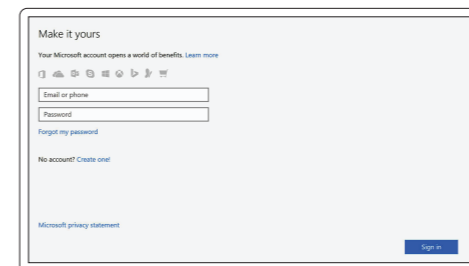 Make it yours
Your Microsoft account opens a world of benefits. Learn more
Email or phone
Password
Forgot my password
No account? Create one!
Microsoft privacy statement
Sign in